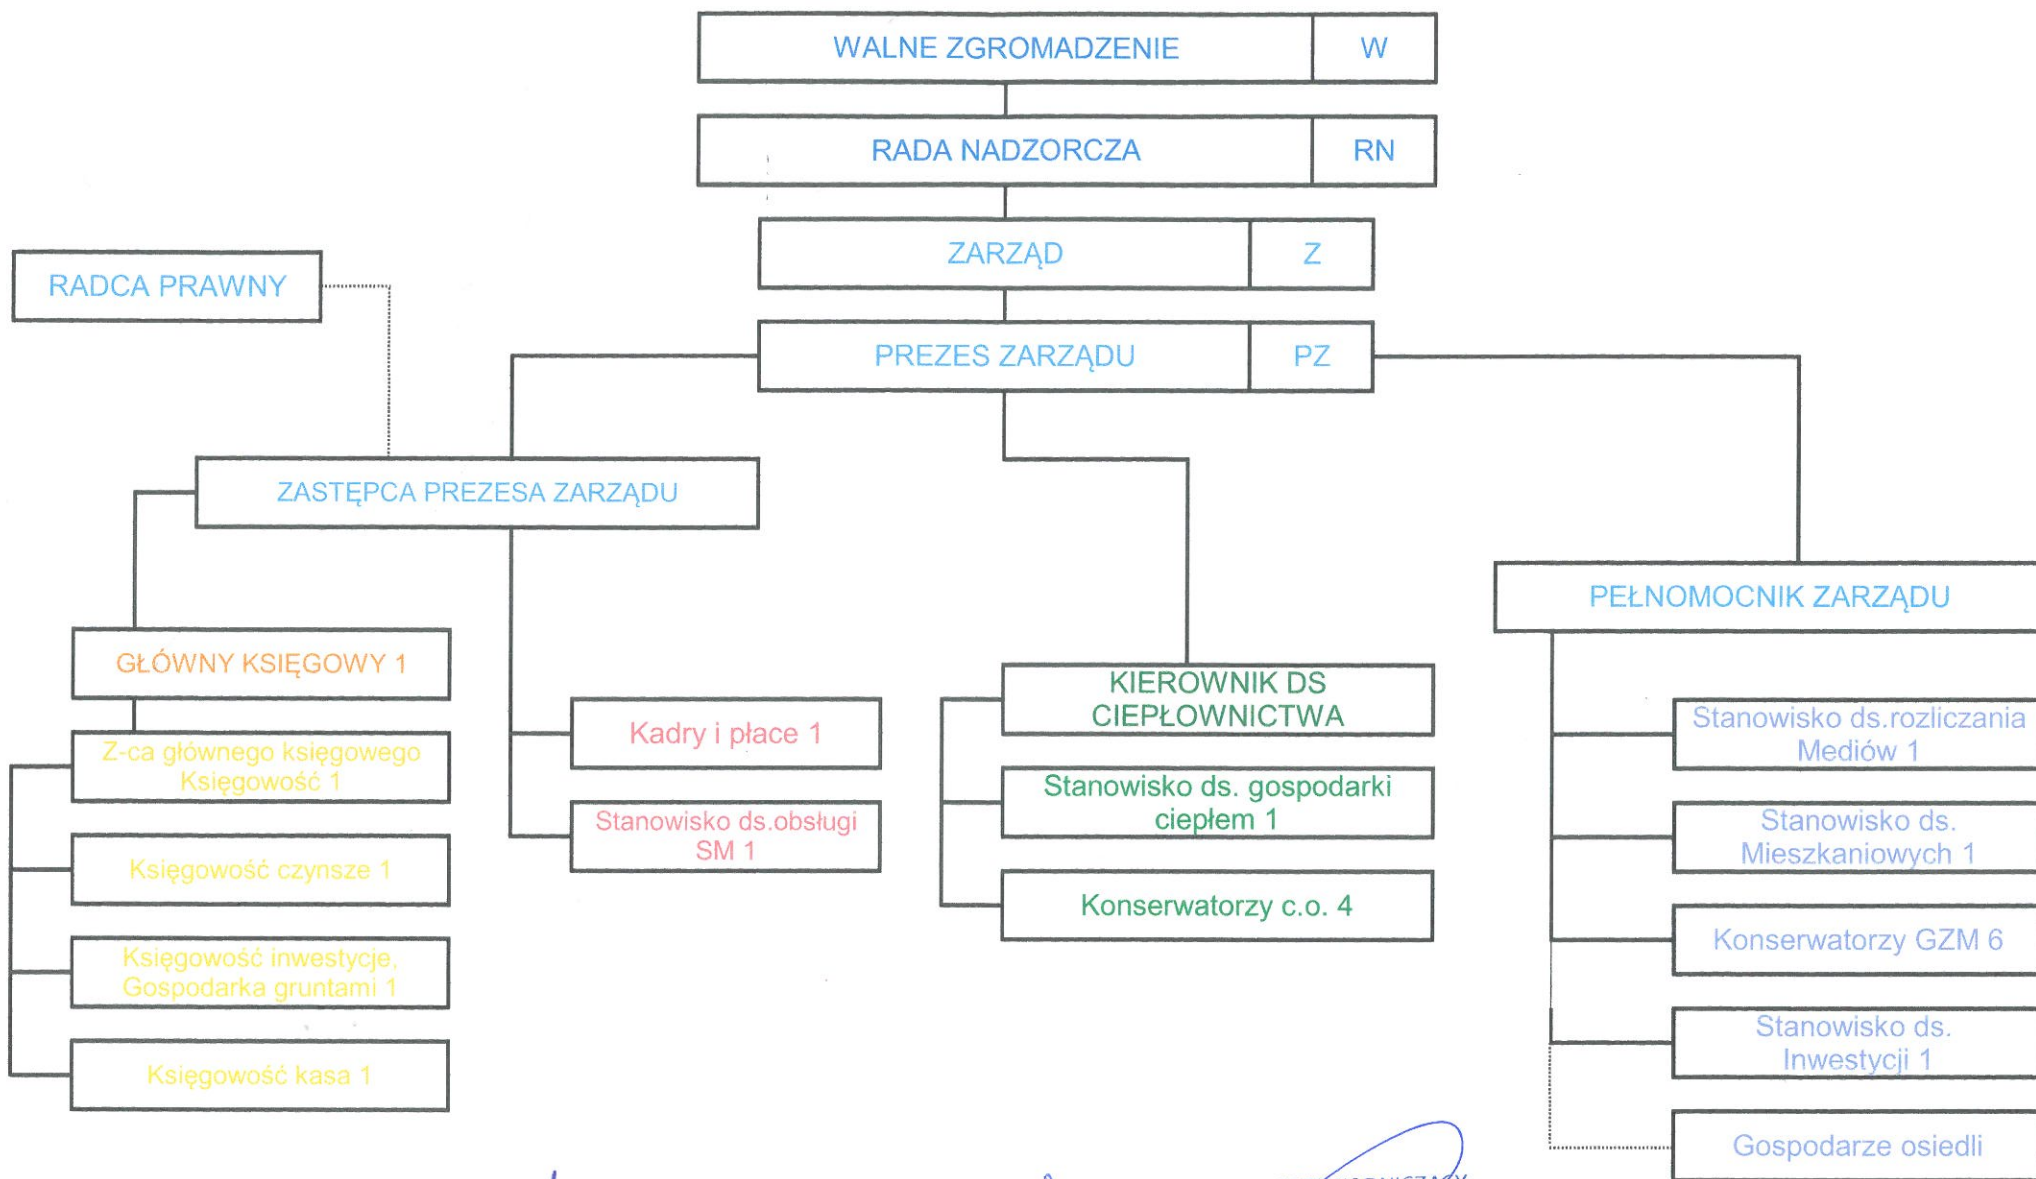 WALNE ZGROMADZENIE W
RADA NADZORCZA RN
ZARZĄD Z
RADCA PRAWNY
PREZES ZARZĄDU PZ
ZASTĘPCA PREZESA ZARZĄDU
PEŁNOMOCNIK ZARZĄDU
GŁÓWNY KSIĘGOWY 1
Z-ca głównego księgowego
Księgowość 1
Księgowość czynsze 1
Księgowość inwestycje,
Gospodarka gruntami 1
Księgowość kasa 1
Kadry i płace 1
Stanowisko ds.obsługi
SM 1
KIEROWNIK DS
CIEPŁOWNICTWA
Stanowisko ds. gospodarki
ciepłem 1
Konserwatorzy c.o. 4
Stanowisko ds.rozliczania
Mediów 1
Stanowisko ds.
Mieszkaniowych 1
Konserwatorzy GZM 6
Stanowisko ds.
Inwestycji 1
Gospodarze osiedli